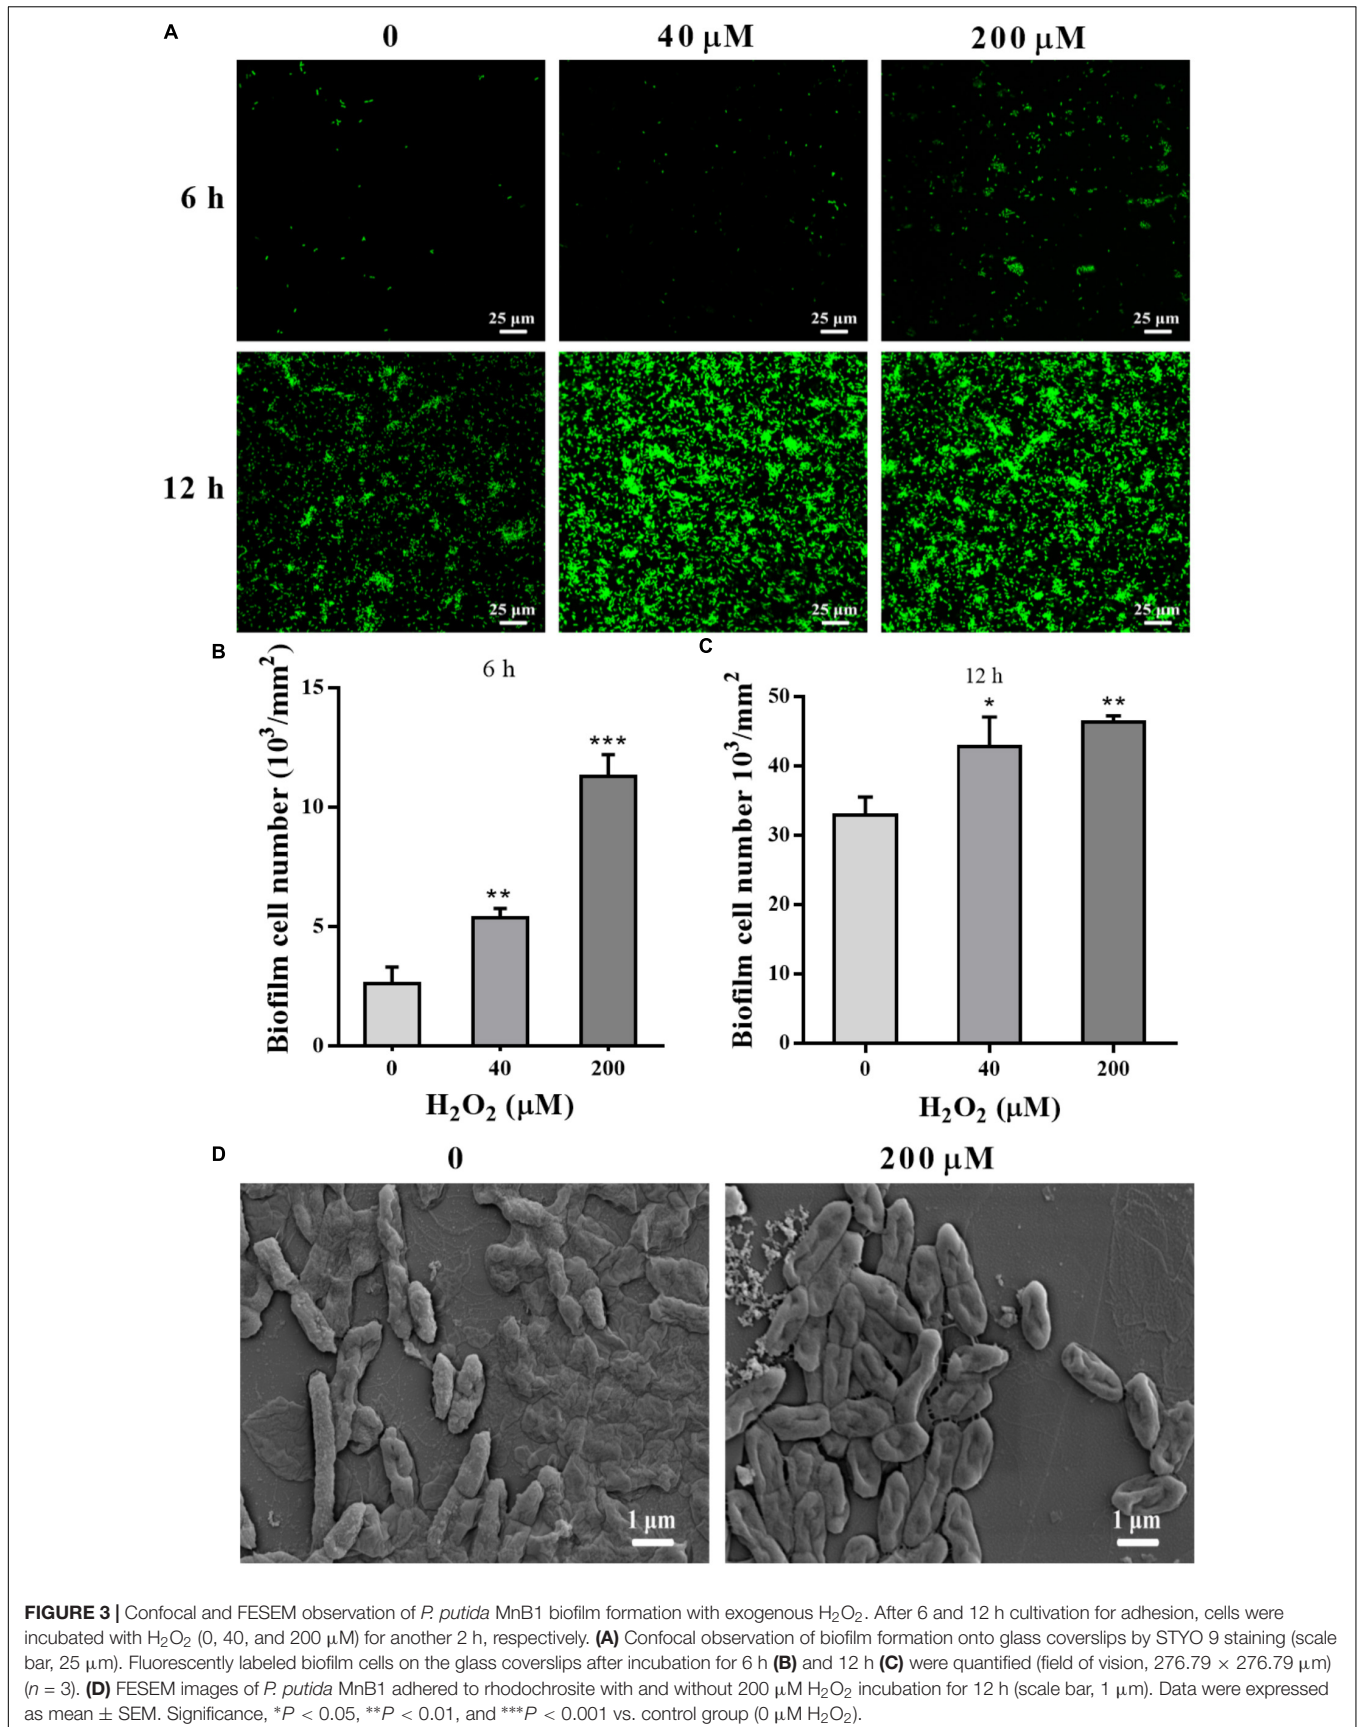 A
0
40 μM
200 μM
6 h
25 μm
25 μm
25 μm
12 h
25 μm
25 μm
25 μm
B
6 h
Biofilm cell number (10³/mm²)
15
10
5
0
**
***
0
40
200
H₂O₂ (μM)
C
12 h
Biofilm cell number 10³/mm²
50
40
30
20
10
0
*
**
0
40
200
H₂O₂ (μM)
D
0
200 μM
1 μm
1 μm
FIGURE 3 | Confocal and FESEM observation of P. putida MnB1 biofilm formation with exogenous H₂O₂. After 6 and 12 h cultivation for adhesion, cells were
incubated with H₂O₂ (0, 40, and 200 μM) for another 2 h, respectively. (A) Confocal observation of biofilm formation onto glass coverslips by STYO 9 staining (scale
bar, 25 μm). Fluorescently labeled biofilm cells on the glass coverslips after incubation for 6 h (B) and 12 h (C) were quantified (field of vision, 276.79 × 276.79 μm)
(n = 3). (D) FESEM images of P. putida MnB1 adhered to rhodochrosite with and without 200 μM H₂O₂ incubation for 12 h (scale bar, 1 μm). Data were expressed
as mean ± SEM. Significance, *P < 0.05, **P < 0.01, and ***P < 0.001 vs. control group (0 μM H₂O₂).